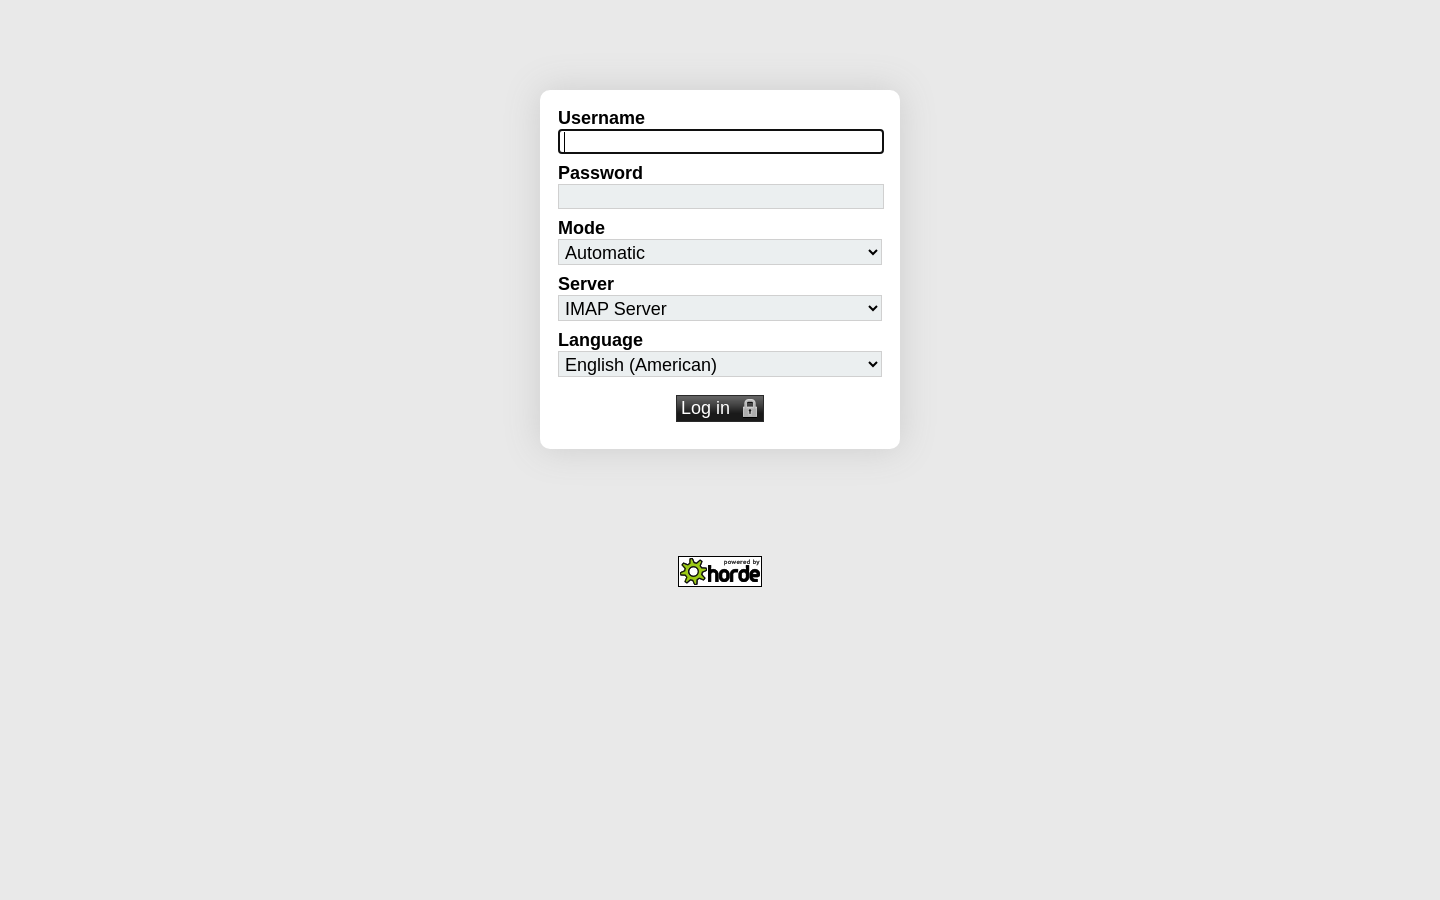 Username
Password
Mode
Automatic
Server
IMAP Server
Language
English (American)
Log in
powered by
horde